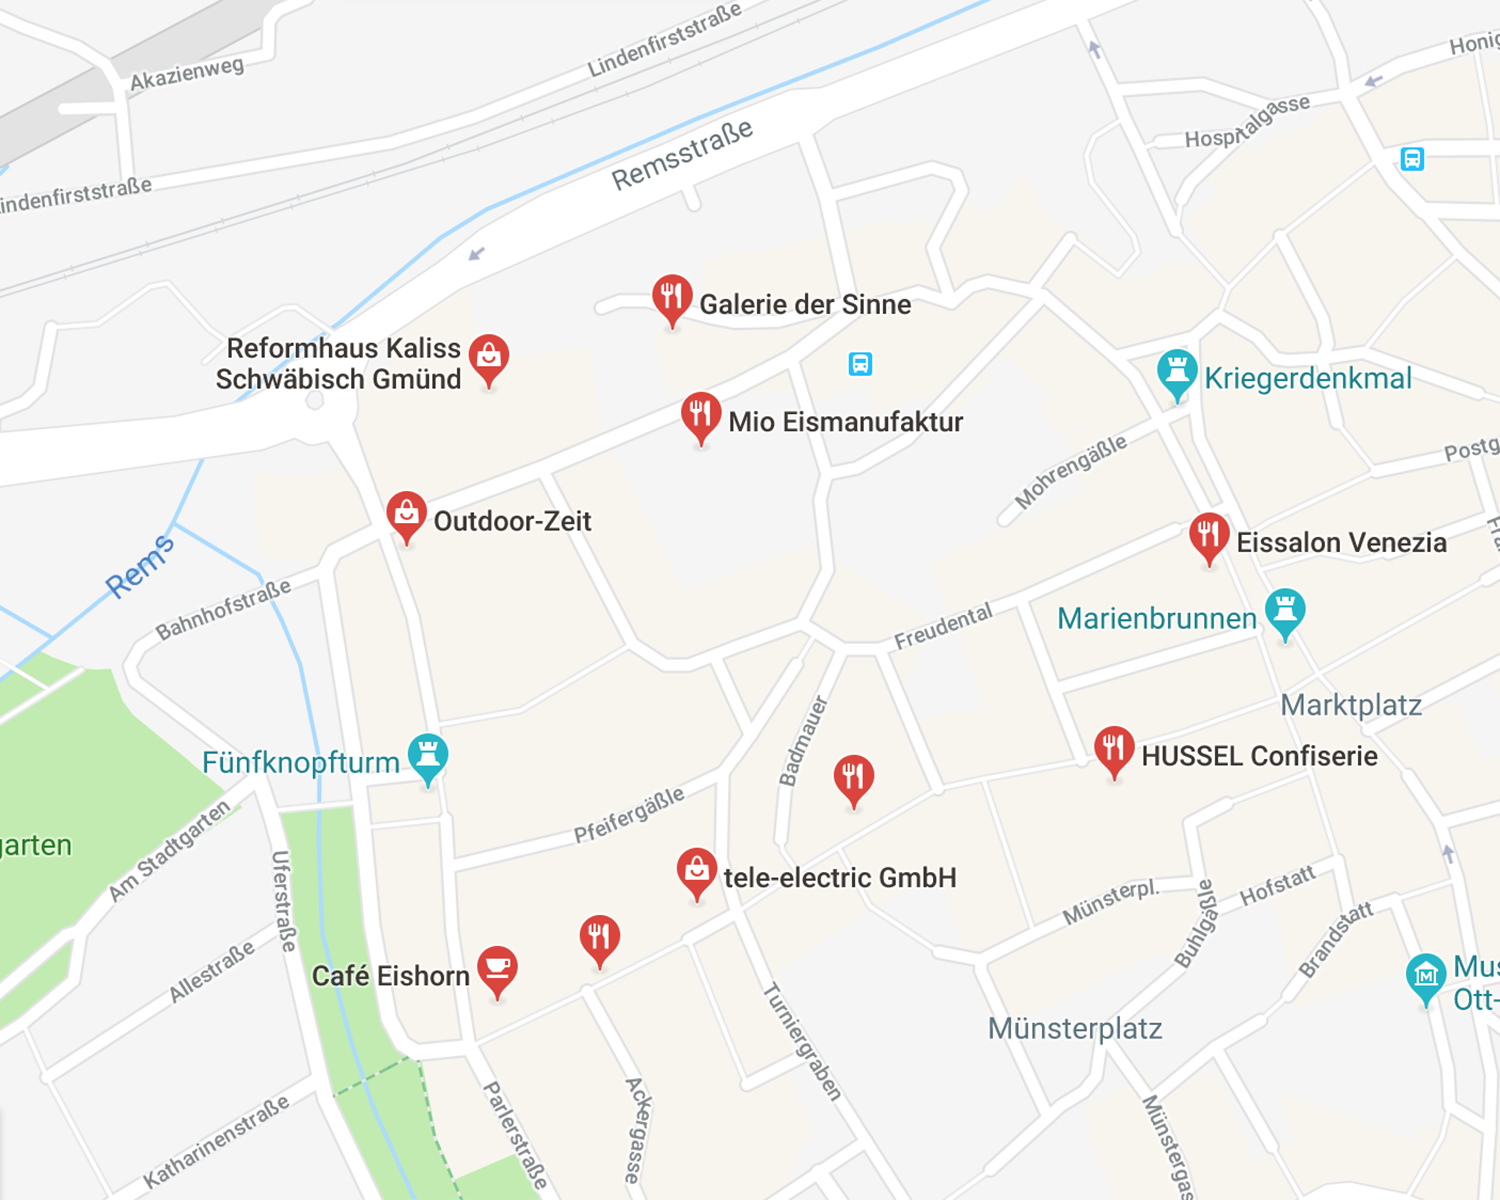 Lindenfirststraße
Akazienweg
Honig
Hospitalgasse
Remsstraße
Lindenfirststraße
Galerie der Sinne
Reformhaus Kaliss
Schwäbisch Gmünd
Kriegerdenkmal
Mio Eismanufaktur
Mohrengäßle
Postg
Outdoor-Zeit
Eissalon Venezia
Rems
Bahnhofstraße
Freudental
Marienbrunnen
Marktplatz
Badmauer
Fünfknopfturm
HUSSEL Confiserie
Pfeifergäßle
garten
Am Stadtgarten
Uferstraße
tele-electric GmbH
Münsterpl.
Buhlgäßle
Hofstatt
Brandstatt
Allestraße
Café Eishorn
Mus
Ott-
Turniergraben
Münsterplatz
Katharinenstraße
Parlerstraße
Ackergasse
Münstergas